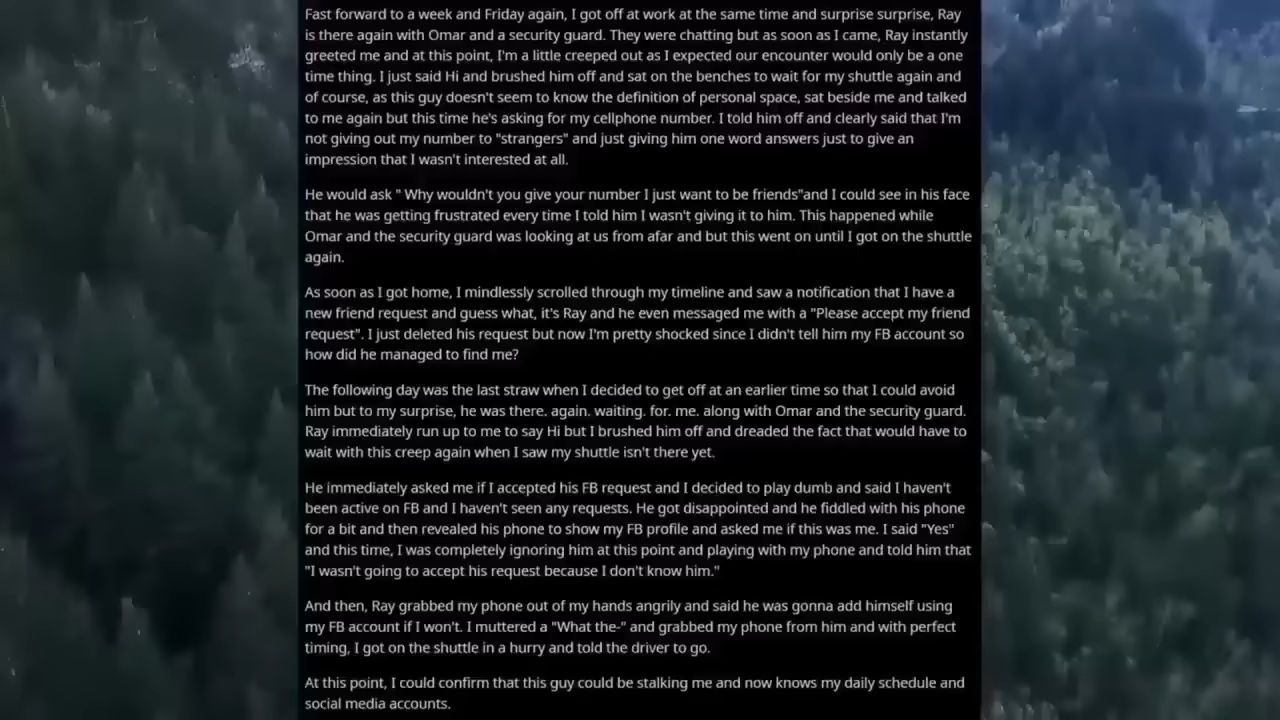 Fast forward to a week and Friday again, I got off at work at the same time and surprise surprise, Ray
is there again with Omar and a security guard. They were chatting but as soon as I came, Ray instantly
greeted me and at this point, I'm a little creeped out as I expected our encounter would only be a one
time thing. I just said Hi and brushed him off and sat on the benches to wait for my shuttle again and
of course, as this guy doesn't seem to know the definition of personal space, sat beside me and talked
to me again but this time he's asking for my cellphone number. I told him off and clearly said that I'm
not giving out my number to "strangers" and just giving him one word answers just to give an
impression that I wasn't interested at all.
He would ask " Why wouldn't you give your number I just want to be friends"and I could see in his face
that he was getting frustrated every time I told him I wasn't giving it to him. This happened while
Omar and the security guard was looking at us from afar and but this went on until I got on the shuttle
again.
As soon as I got home, I mindlessly scrolled through my timeline and saw a notification that I have a
new friend request and guess what, it's Ray and he even messaged me with a "Please accept my friend
request". I just deleted his request but now I'm pretty shocked since I didn't tell him my FB account so
how did he managed to find me?
The following day was the last straw when I decided to get off at an earlier time so that I could avoid
him but to my surprise, he was there. again. waiting. for. me. along with Omar and the security guard.
Ray immediately run up to me to say Hi but I brushed him off and dreaded the fact that would have to
wait with this creep again when I saw my shuttle isn't there yet.
He immediately asked me if I accepted his FB request and I decided to play dumb and said I haven't
been active on FB and I haven't seen any requests. He got disappointed and he fiddled with his phone
for a bit and then revealed his phone to show my FB profile and asked me if this was me. I said "Yes"
and this time, I was completely ignoring him at this point and playing with my phone and told him that
"I wasn't going to accept his request because I don't know him."
And then, Ray grabbed my phone out of my hands angrily and said he was gonna add himself using
my FB account if I won't. I muttered a "What the-" and grabbed my phone from him and with perfect
timing, I got on the shuttle in a hurry and told the driver to go.
At this point, I could confirm that this guy could be stalking me and now knows my daily schedule and
social media accounts.